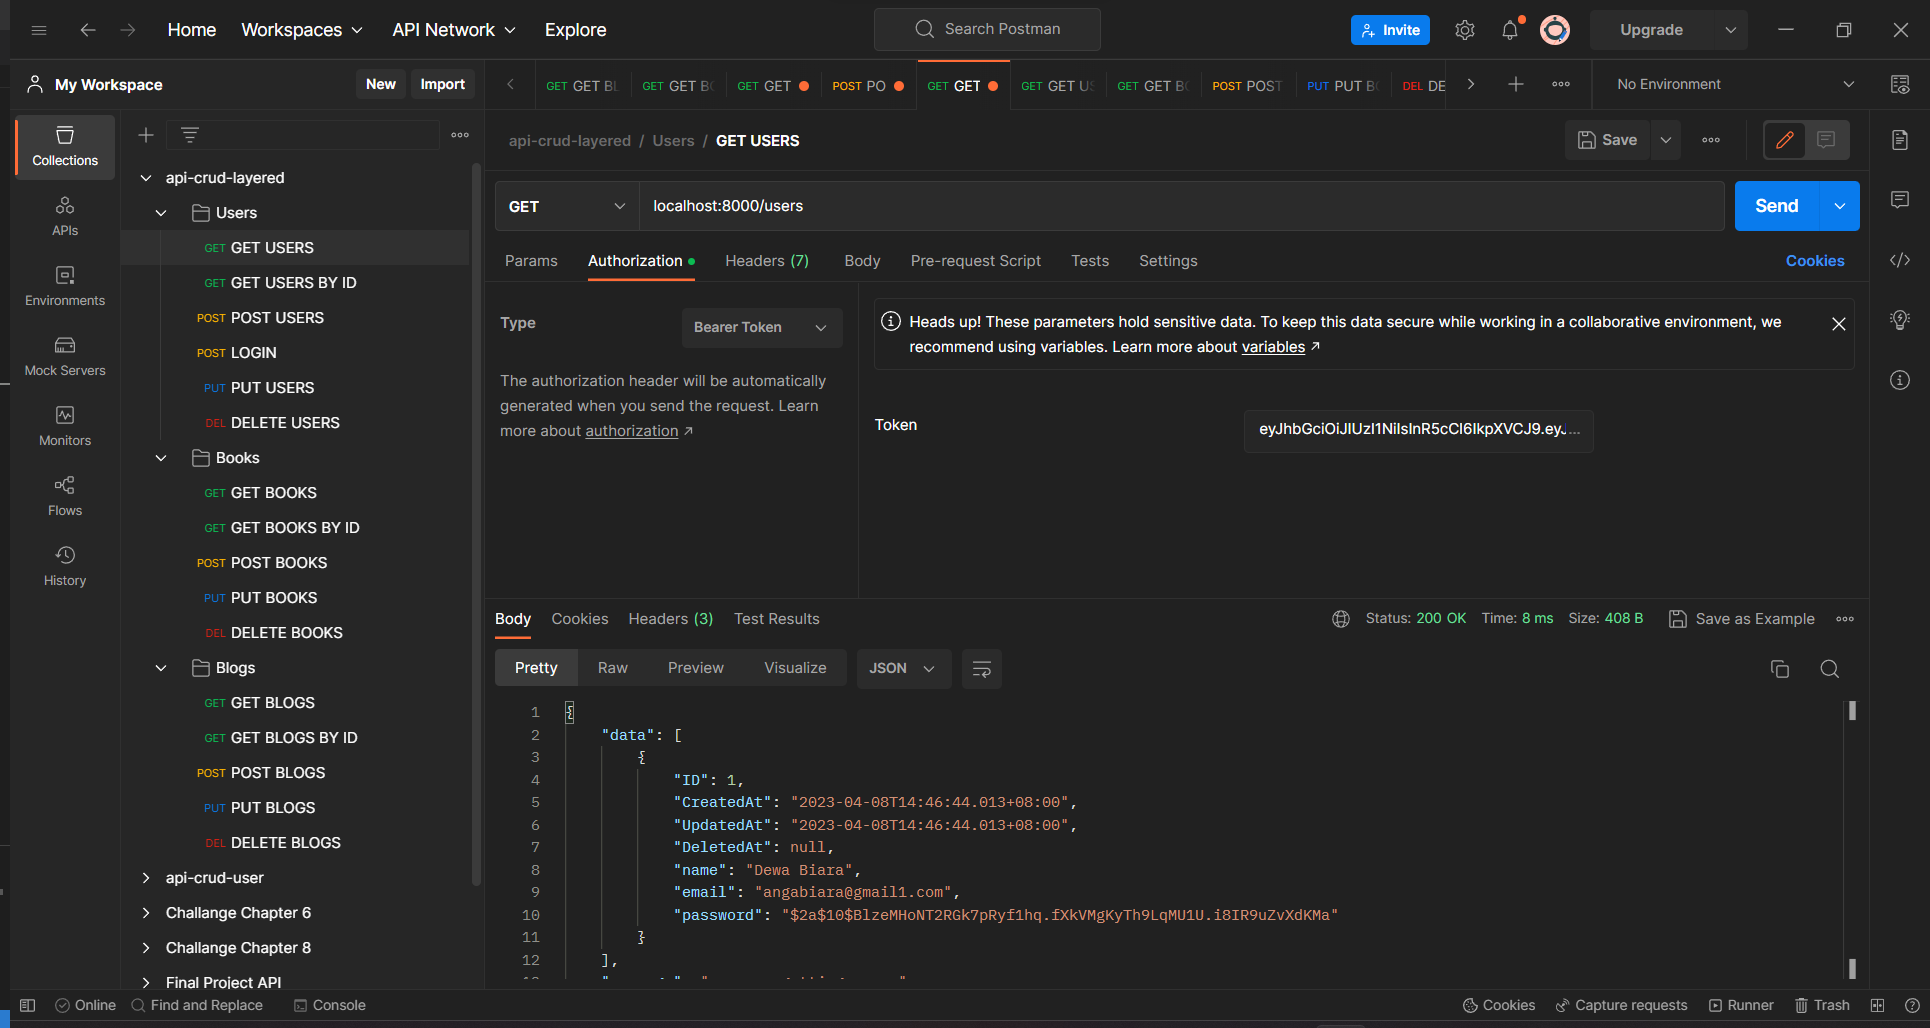 Home Workspaces API Network Explore Search Postman Invite Upgrade
My Workspace New Import
GET GET BL GET GET BO GET GET POST PO GET GET GET GET US GET GET BO POST POST PUT PUT BO DEL DE No Environment
Collections
APIs
Environments
Mock Servers
Monitors
Flows
History
api-crud-layered
Users
GET GET USERS
GET GET USERS BY ID
POST POST USERS
POST LOGIN
PUT PUT USERS
DEL DELETE USERS
Books
GET GET BOOKS
GET GET BOOKS BY ID
POST POST BOOKS
PUT PUT BOOKS
DEL DELETE BOOKS
Blogs
GET GET BLOGS
GET GET BLOGS BY ID
POST POST BLOGS
PUT PUT BLOGS
DEL DELETE BLOGS
api-crud-user
Challange Chapter 6
Challange Chapter 8
Final Project API
api-crud-layered / Users / GET USERS Save
GET localhost:8000/users Send
Params Authorization Headers (7) Body Pre-request Script Tests Settings Cookies
Type Bearer Token
The authorization header will be automatically
generated when you send the request. Learn
more about authorization ↗
Heads up! These parameters hold sensitive data. To keep this data secure while working in a collaborative environment, we
recommend using variables. Learn more about variables ↗
Token eyJhbGciOiJIUzI1NiIsInR5cCI6IkpXVCJ9.eyJ...
Body Cookies Headers (3) Test Results Status: 200 OK Time: 8 ms Size: 408 B Save as Example
Pretty Raw Preview Visualize JSON
1 {
2 "data": [
3 {
4 "ID": 1,
5 "CreatedAt": "2023-04-08T14:46:44.013+08:00",
6 "UpdatedAt": "2023-04-08T14:46:44.013+08:00",
7 "DeletedAt": null,
8 "name": "Dewa Biara",
9 "email": "angabiara@gmail1.com",
10 "password": "$2a$10$BlzeMHoNT2RGk7pRyf1hq.fXkVMgKyTh9LqMU1U.i8IR9uZvXdKMa"
11 }
12 ],
Online Find and Replace Console Cookies Capture requests Runner Trash